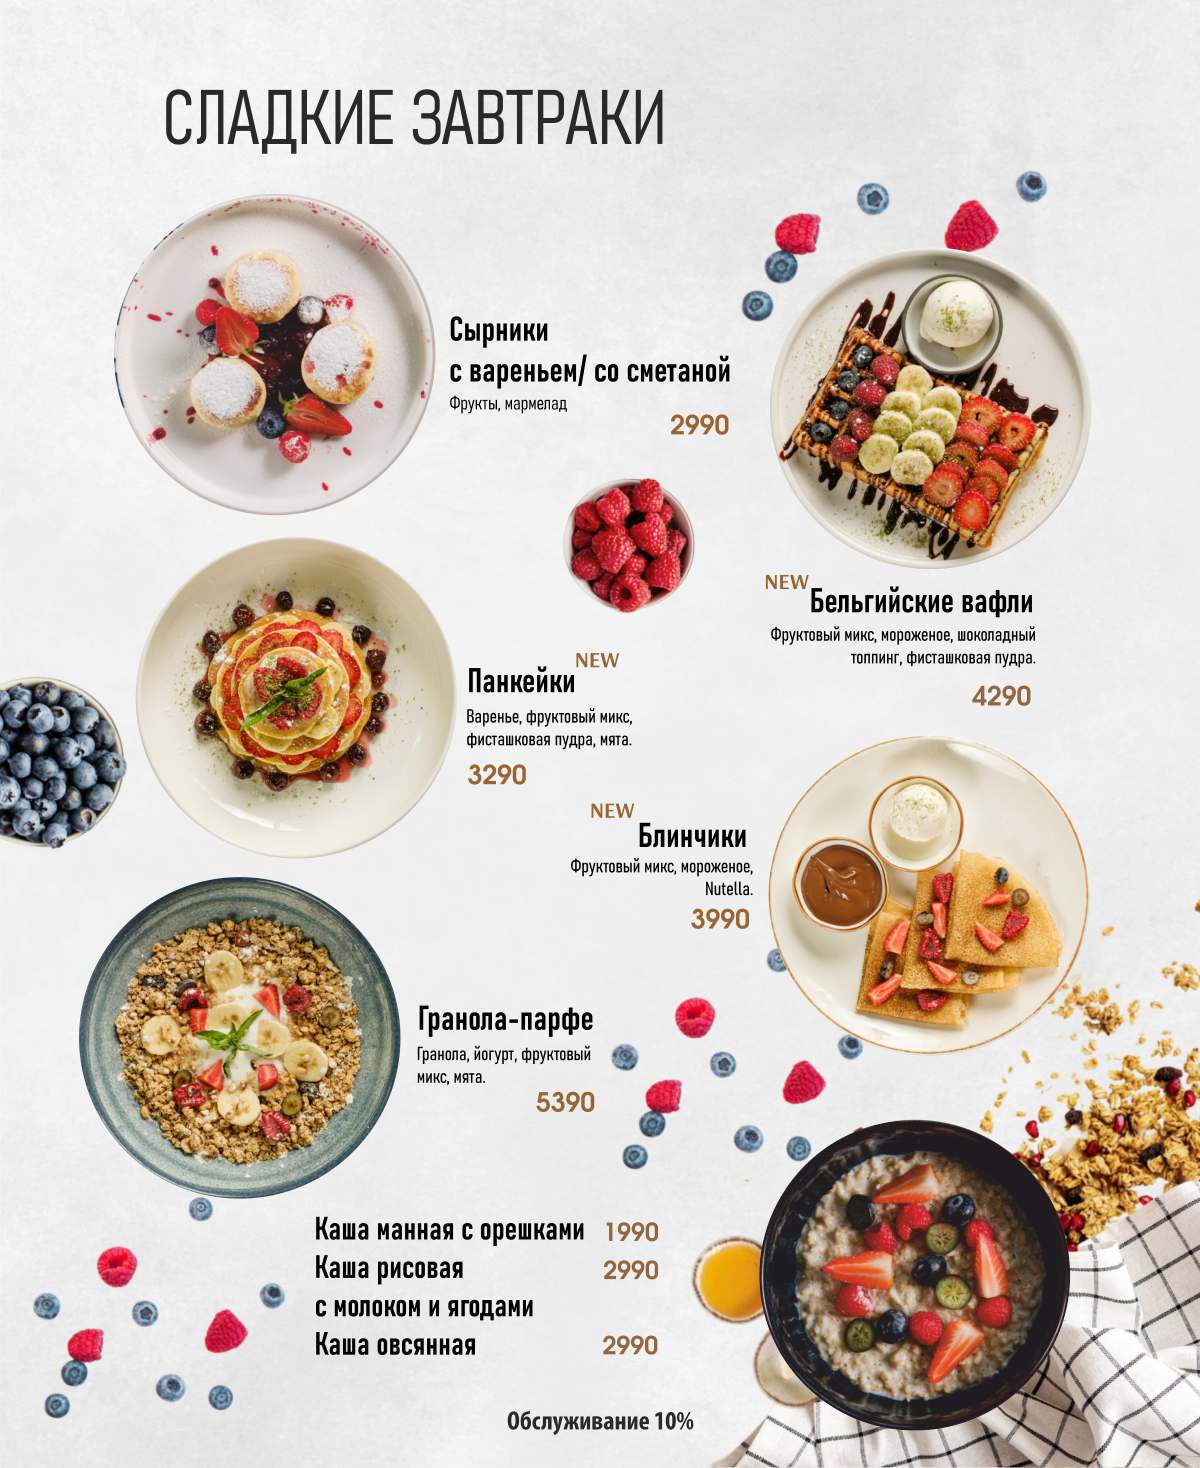 СЛАДКИЕ ЗАВТРАКИ
Сырники
с вареньем/ со сметаной
Фрукты, мармелад
2990
NEW
Бельгийские вафли
Фруктовый микс, мороженое, шоколадный
топпинг, фисташковая пудра.
4290
NEW
Панкейки
Варенье, фруктовый микс,
фисташковая пудра, мята.
3290
NEW
Блинчики
Фруктовый микс, мороженое,
Nutella.
3990
Гранола-парфе
Гранола, йогурт, фруктовый
микс, мята.
5390
Каша манная с орешками 1990
Каша рисовая 2990
с молоком и ягодами
Каша овсянная 2990
Обслуживание 10%